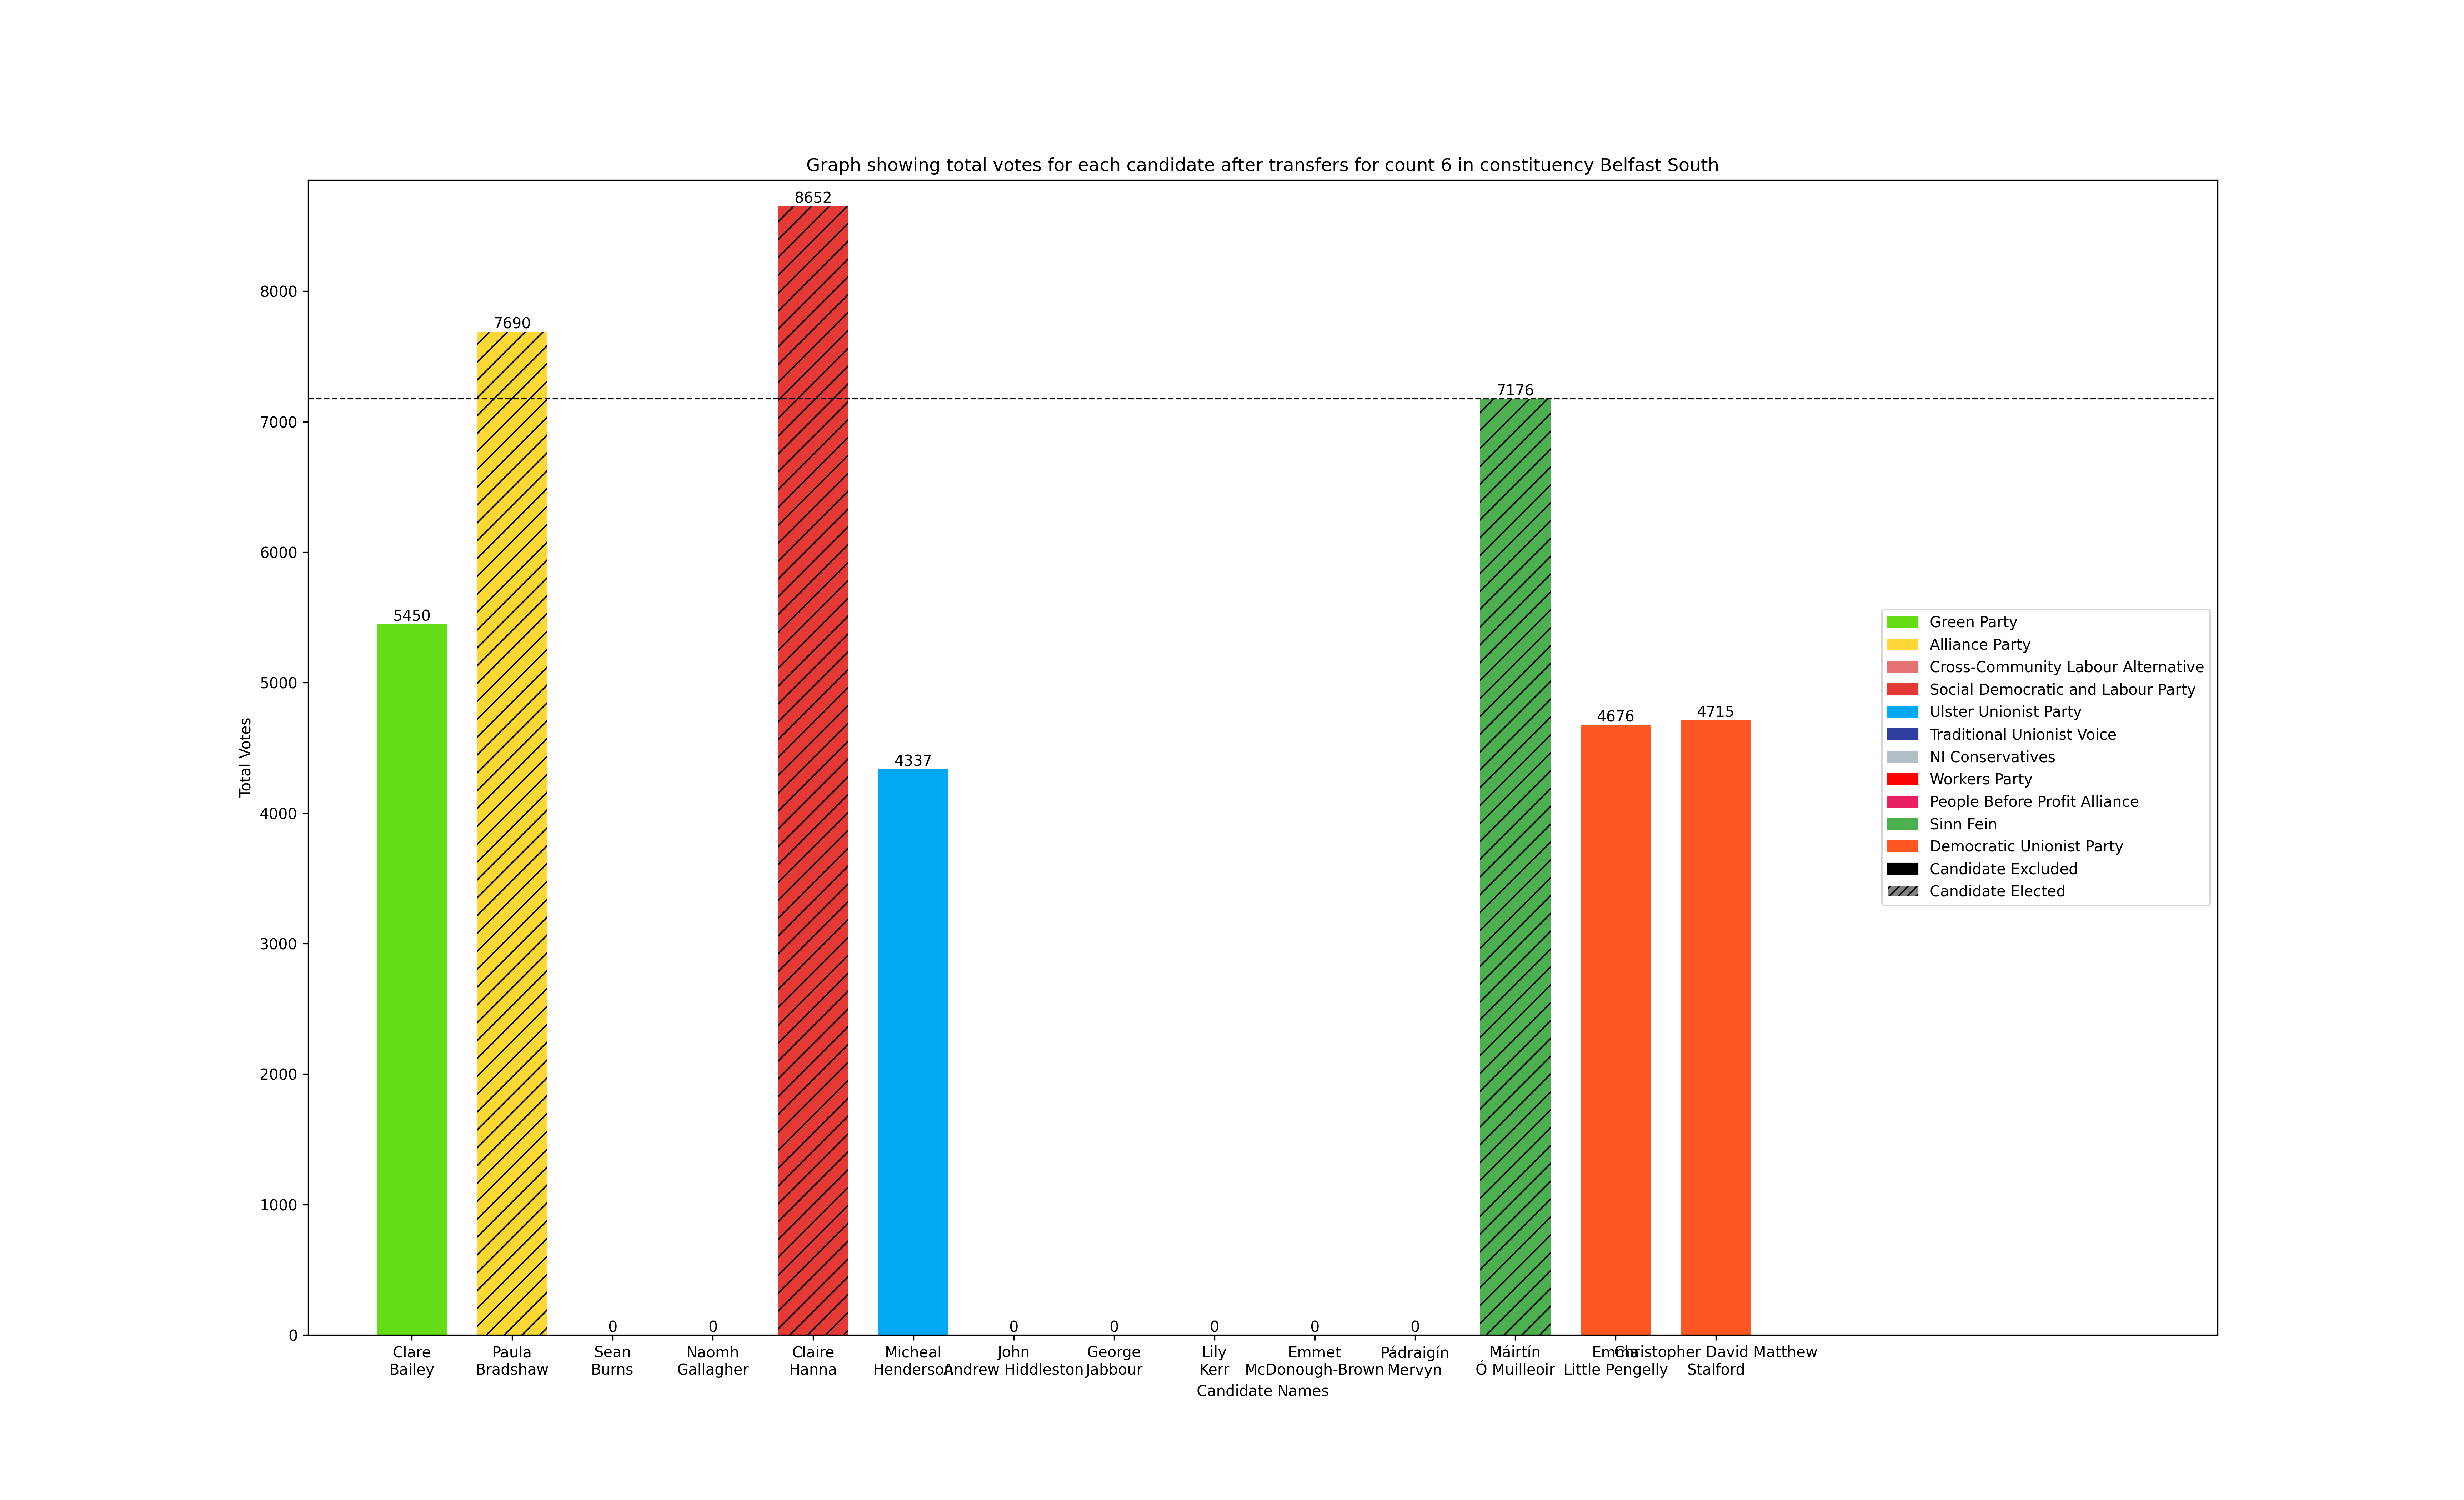 Graph showing total votes for each candidate after transfers for count 6 in constituency Belfast South
Total Votes
8000
7000
6000
5000
4000
3000
2000
1000
0
5450
7690
0
0
8652
4337
0
0
0
0
0
7176
4676
4715
Clare
Bailey
Paula
Bradshaw
Sean
Burns
Naomh
Gallagher
Claire
Hanna
Micheal
Henderson
John
Andrew Hiddleston
George
Jabbour
Lily
Kerr
Emmet
McDonough-Brown
Pádraigín
Mervyn
Máirtín
Ó Muilleoir
Emma
Little Pengelly
Christopher David Matthew
Stalford
Candidate Names
Green Party
Alliance Party
Cross-Community Labour Alternative
Social Democratic and Labour Party
Ulster Unionist Party
Traditional Unionist Voice
NI Conservatives
Workers Party
People Before Profit Alliance
Sinn Fein
Democratic Unionist Party
Candidate Excluded
Candidate Elected